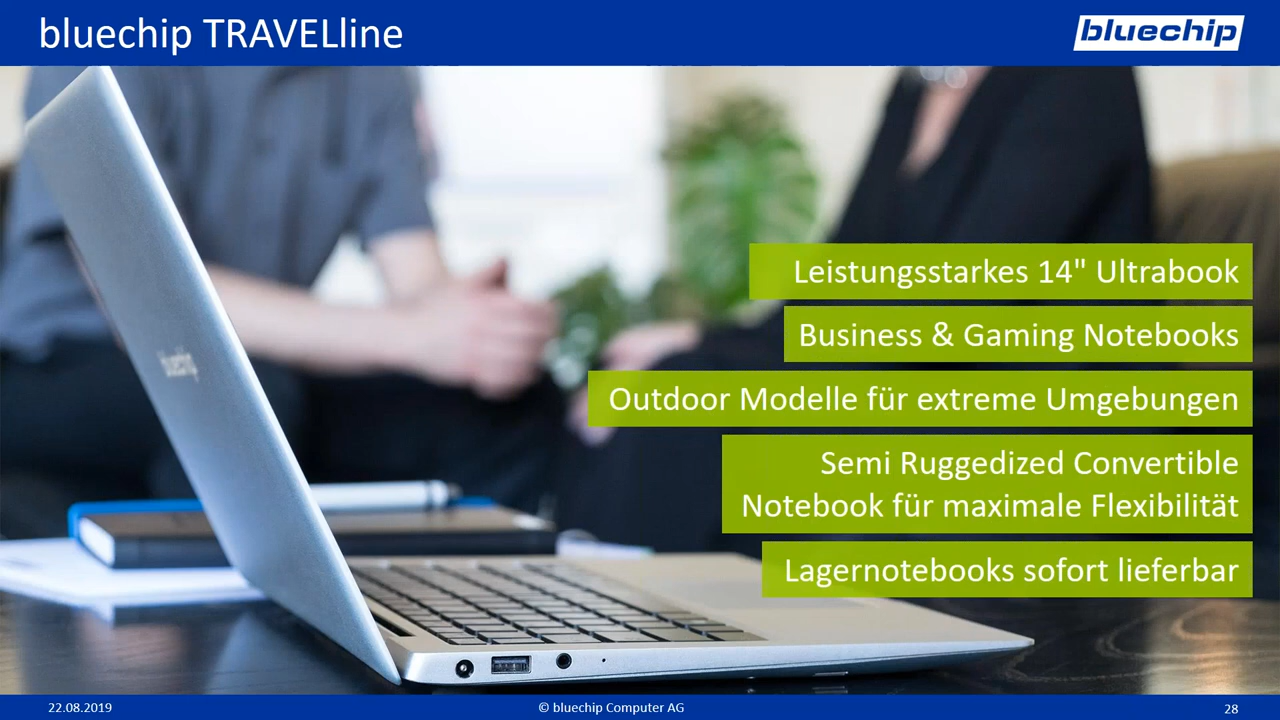 bluechip TRAVELline
bluechip
Leistungsstarkes 14" Ultrabook
Business & Gaming Notebooks
Outdoor Modelle für extreme Umgebungen
Semi Ruggedized Convertible
Notebook für maximale Flexibilität
Lagernotebooks sofort lieferbar
bluechip
22.08.2019
© bluechip Computer AG
28